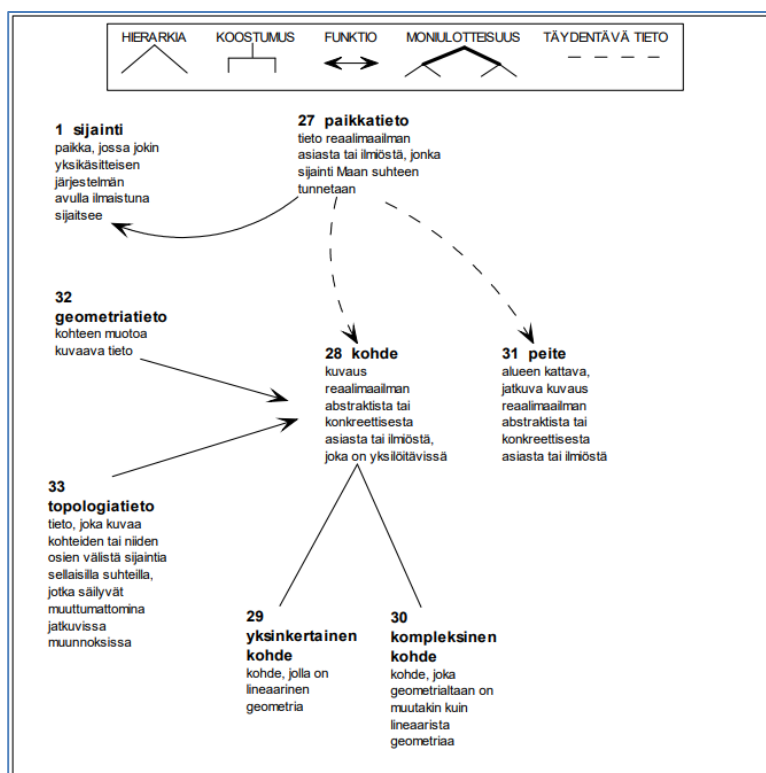 HIERARKIA KOOSTUMUS FUNKTIO MONIULOTTEISUUS TÄYDENTÄVÄ TIETO
1 sijainti
paikka, jossa jokin
yksikäsitteisen
järjestelmän
avulla ilmaistuna
sijaitsee
27 paikkatieto
tieto reaalimaailman
asiasta tai ilmiöstä, jonka
sijainti Maan suhteen
tunnetaan
32
geometriatieto
kohteen muotoa
kuvaava tieto
28 kohde
kuvaus
reaalimaailman
abstraktista tai
konkreettisesta
asiasta tai ilmiöstä,
joka on yksilöitävissä
31 peite
alueen kattava,
jatkuva kuvaus
reaalimaailman
abstraktista tai
konkreettisesta
asiasta tai ilmiöstä
33
topologiatieto
tieto, joka kuvaa
kohteiden tai niiden
osien välistä sijaintia
sellaisilla suhteilla,
jotka säilyvät
muuttumattomina
jatkuvissa
muunnoksissa
29
yksinkertainen
kohde
kohde, jolla on
lineaarinen
geometria
30
kompleksinen
kohde
kohde, joka
geometrialtaan on
muutakin kuin
lineaarista
geometriaa